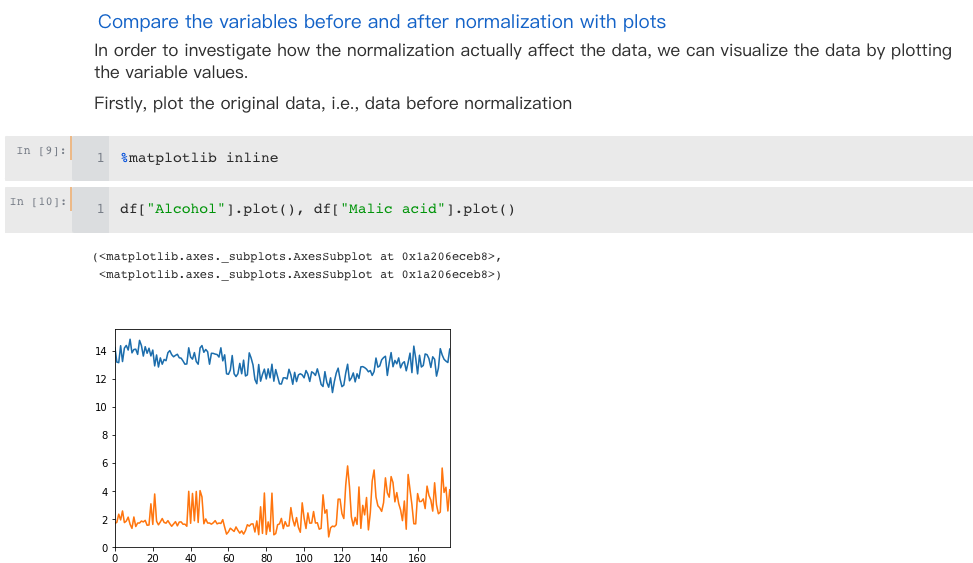 Compare the variables before and after normalization with plots
In order to investigate how the normalization actually affect the data, we can visualize the data by plotting
the variable values.
Firstly, plot the original data, i.e., data before normalization
In [9]:
1 %matplotlib inline
In [10]:
1 df["Alcohol"].plot(), df["Malic acid"].plot()
(<matplotlib.axes._subplots.AxesSubplot at 0x1a206eceb8>,
<matplotlib.axes._subplots.AxesSubplot at 0x1a206eceb8>)
14
12
10
8
6
4
2
0
0 20 40 60 80 100 120 140 160